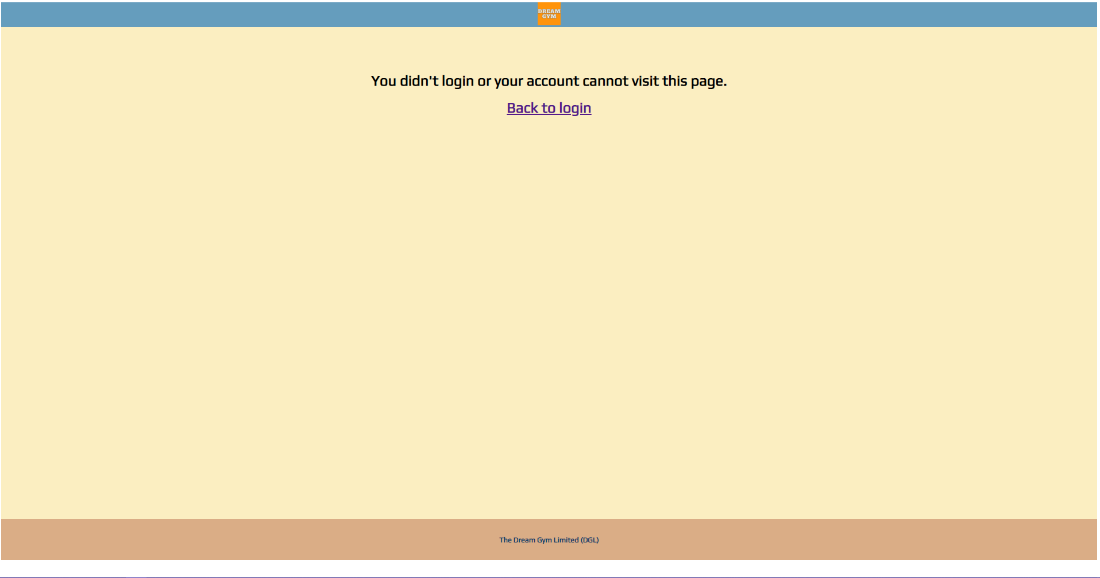 DREAM
GYM
You didn't login or your account cannot visit this page.
Back to login
The Dream Gym Limited (DGL)